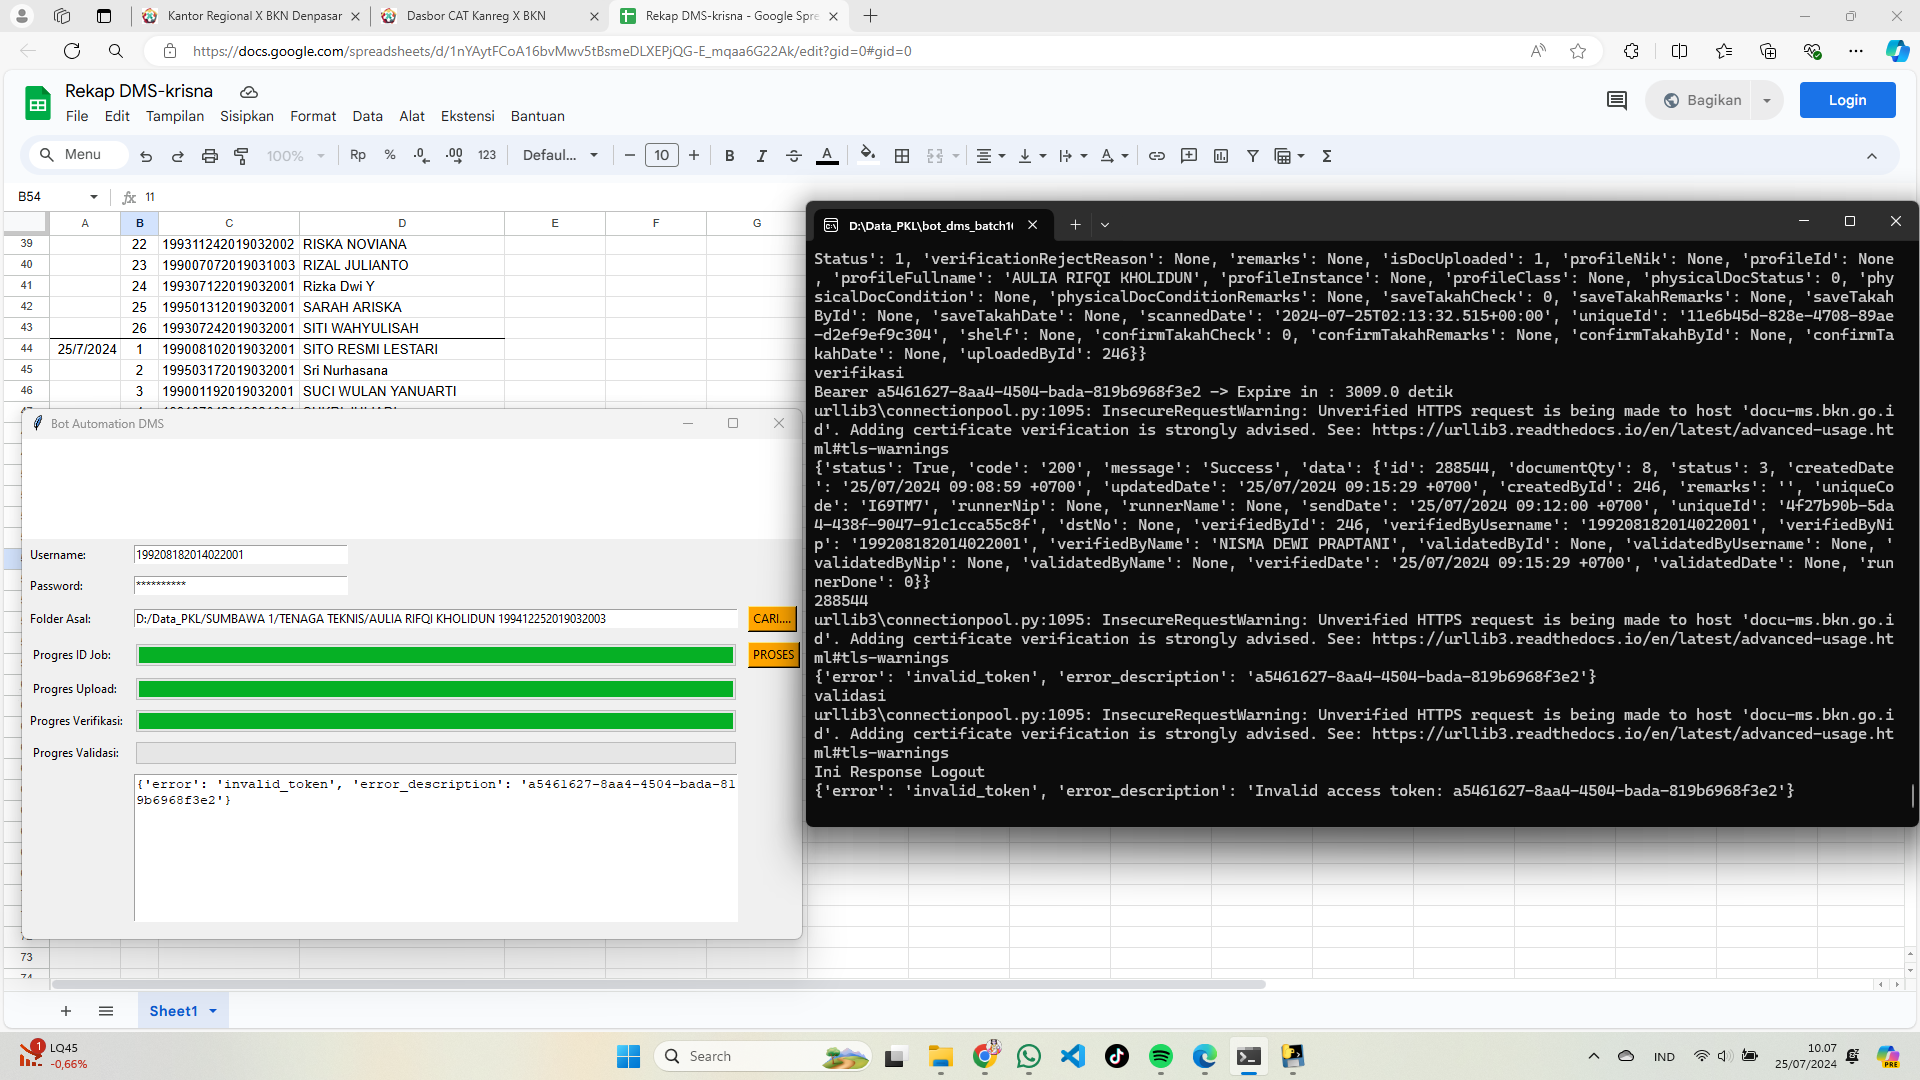 Kantor Regional X BKN Denpasar
Dasbor CAT Kanreg X BKN
Rekap DMS-krisna - Google Spre
https://docs.google.com/spreadsheets/d/1nYAytFCoA16bvMwv5tBsmeDLXEPjQG-E_mqaa6G22Ak/edit?gid=0#gid=0
Rekap DMS-krisna
File Edit Tampilan Sisipkan Format Data Alat Ekstensi Bantuan
Bagikan
Login
Menu
100%
Rp % .0 .00 123
Defaul...
10
B54
11
A B C D E F G
39 22 199311242019032002 RISKA NOVIANA
40 23 199007072019031003 RIZAL JULIANTO
41 24 199307122019032001 Rizka Dwi Y
42 25 199501312019032001 SARAH ARISKA
43 26 199307242019032001 SITI WAHYULISAH
44 25/7/2024 1 199008102019032001 SITO RESMI LESTARI
45 2 199503172019032001 Sri Nurhasana
46 3 199001192019032001 SUCI WULAN YANUARTI
Bot Automation DMS
Username: 199208182014022001
Password: **********
Folder Asal: D:/Data_PKL/SUMBAWA 1/TENAGA TEKNIS/AULIA RIFQI KHOLIDUN 199412252019032003
CARI....
Progres ID Job:
PROSES
Progres Upload:
Progres Verifikasi:
Progres Validasi:
{'error': 'invalid_token', 'error_description': 'a5461627-8aa4-4504-bada-81
9b6968f3e2'}
73
D:\Data_PKL\bot_dms_batch1
Status': 1, 'verificationRejectReason': None, 'remarks': None, 'isDocUploaded': 1, 'profileNik': None, 'profileId': None
, 'profileFullname': 'AULIA RIFQI KHOLIDUN', 'profileInstance': None, 'profileClass': None, 'physicalDocStatus': 0, 'phy
sicalDocCondition': None, 'physicalDocConditionRemarks': None, 'saveTakahCheck': 0, 'saveTakahRemarks': None, 'saveTakah
ById': None, 'saveTakahDate': None, 'scannedDate': '2024-07-25T02:13:32.515+00:00', 'uniqueId': '11e6b45d-828e-4708-89ae
-d2ef9ef9c304', 'shelf': None, 'confirmTakahCheck': 0, 'confirmTakahRemarks': None, 'confirmTakahById': None, 'confirmTa
kahDate': None, 'uploadedById': 246}}
verifikasi
Bearer a5461627-8aa4-4504-bada-819b6968f3e2 -> Expire in : 3009.0 detik
urllib3\connectionpool.py:1095: InsecureRequestWarning: Unverified HTTPS request is being made to host 'docu-ms.bkn.go.i
d'. Adding certificate verification is strongly advised. See: https://urllib3.readthedocs.io/en/latest/advanced-usage.ht
ml#tls-warnings
{'status': True, 'code': '200', 'message': 'Success', 'data': {'id': 288544, 'documentQty': 8, 'status': 3, 'createdDate
': '25/07/2024 09:08:59 +0700', 'updatedDate': '25/07/2024 09:15:29 +0700', 'createdById': 246, 'remarks': '', 'uniqueCo
de': 'I69TM7', 'runnerNip': None, 'runnerName': None, 'sendDate': '25/07/2024 09:12:00 +0700', 'uniqueId': '4f27b90b-5da
4-438f-9047-91c1cca55c8f', 'dstNo': None, 'verifiedById': 246, 'verifiedByUsername': '199208182014022001', 'verifiedByNi
p': '199208182014022001', 'verifiedByName': 'NISMA DEWI PRAPTANI', 'validatedById': None, 'validatedByUsername': None, '
validatedByNip': None, 'validatedByName': None, 'verifiedDate': '25/07/2024 09:15:29 +0700', 'validatedDate': None, 'run
nerDone': 0}}
288544
urllib3\connectionpool.py:1095: InsecureRequestWarning: Unverified HTTPS request is being made to host 'docu-ms.bkn.go.i
d'. Adding certificate verification is strongly advised. See: https://urllib3.readthedocs.io/en/latest/advanced-usage.ht
ml#tls-warnings
{'error': 'invalid_token', 'error_description': 'a5461627-8aa4-4504-bada-819b6968f3e2'}
validasi
urllib3\connectionpool.py:1095: InsecureRequestWarning: Unverified HTTPS request is being made to host 'docu-ms.bkn.go.i
d'. Adding certificate verification is strongly advised. See: https://urllib3.readthedocs.io/en/latest/advanced-usage.ht
ml#tls-warnings
Ini Response Logout
{'error': 'invalid_token', 'error_description': 'Invalid access token: a5461627-8aa4-4504-bada-819b6968f3e2'}
Sheet1
1
LQ45
-0,66%
Search
IND
10.07
25/07/2024